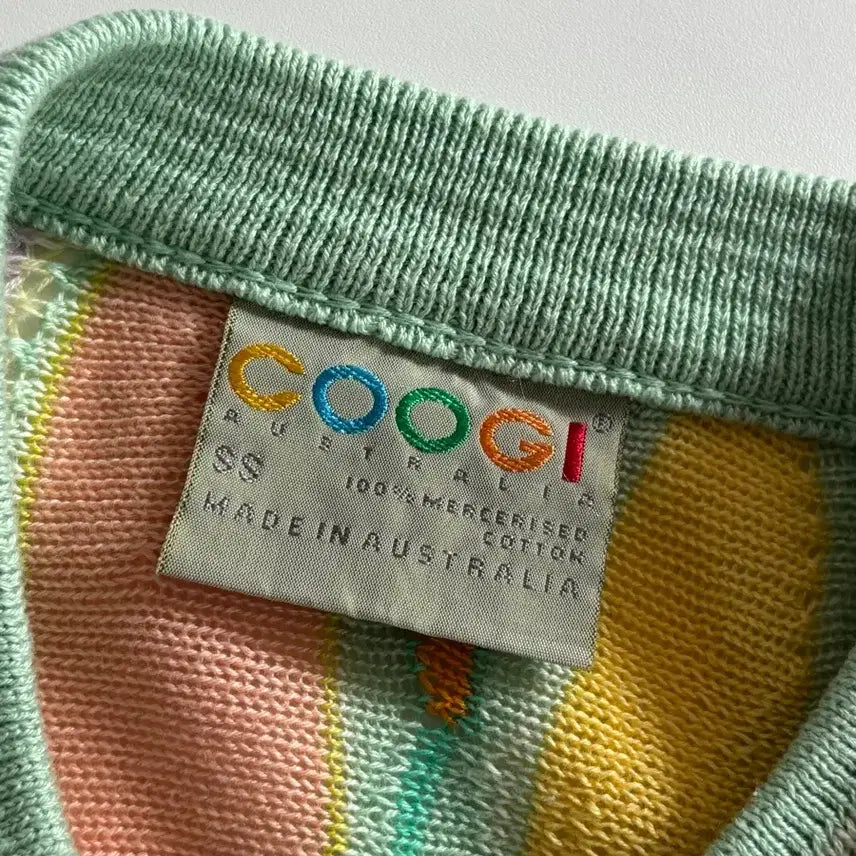 COOGI®
AUSTRALIA
SS
100% MERCERISED
COTTON
MADE IN AUSTRALIA